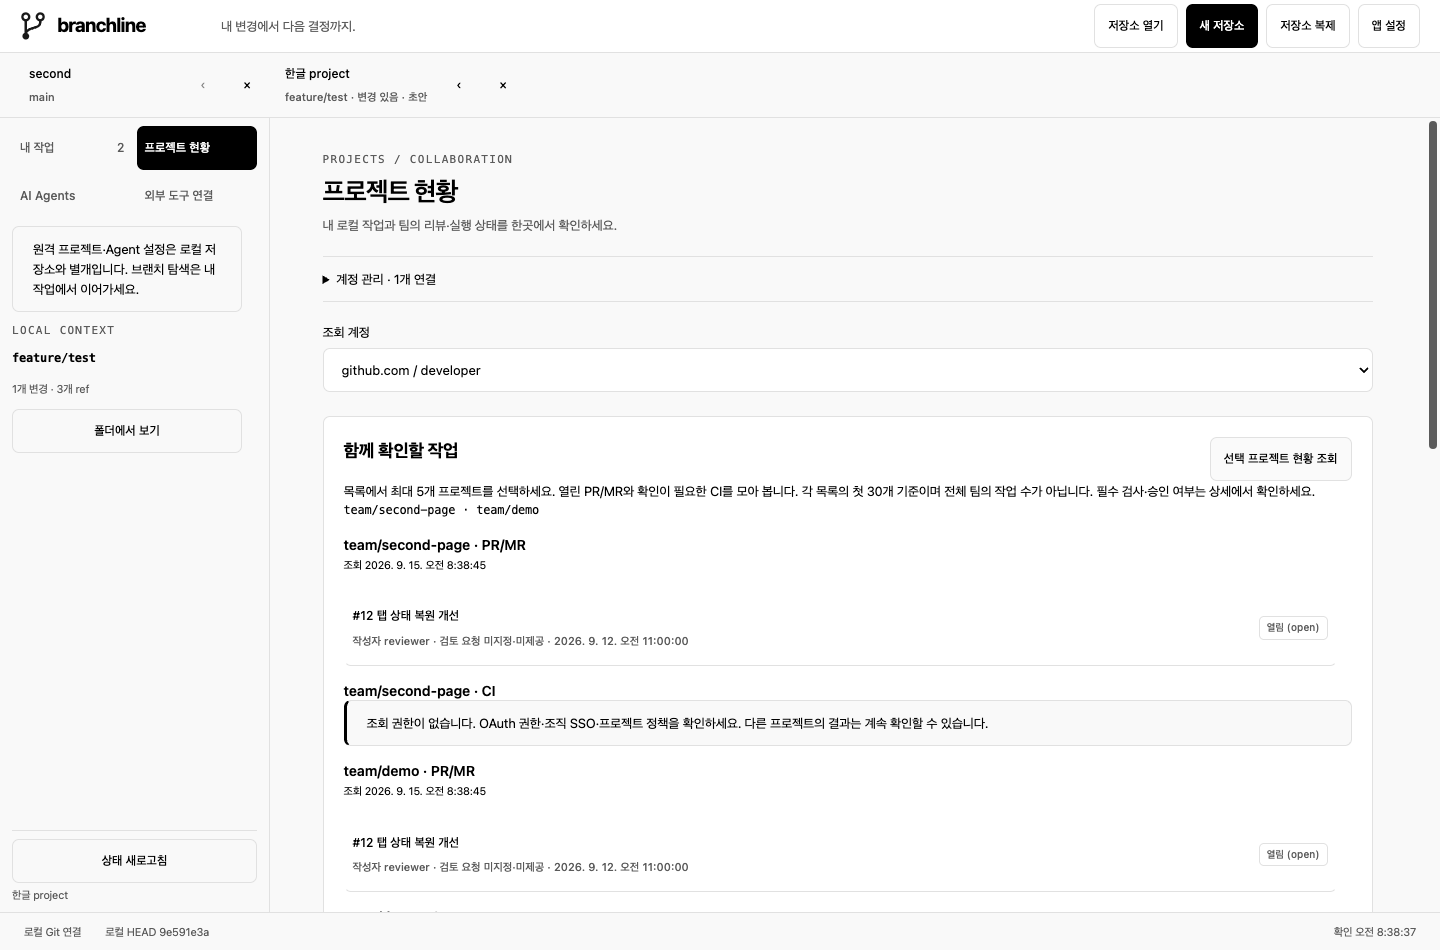 branchline
내 변경에서 다음 결정까지.
저장소 열기
새 저장소
저장소 복제
앱 설정
second
main
‹
×
한글 project
feature/test · 변경 있음 · 초안
‹
×
내 작업 2
프로젝트 현황
AI Agents
외부 도구 연결
원격 프로젝트·Agent 설정은 로컬 저
장소와 별개입니다. 브랜치 탐색은 내
작업에서 이어가세요.
LOCAL CONTEXT
feature/test
1개 변경 · 3개 ref
폴더에서 보기
상태 새로고침
한글 project
PROJECTS / COLLABORATION
프로젝트 현황
내 로컬 작업과 팀의 리뷰·실행 상태를 한곳에서 확인하세요.
▶ 계정 관리 · 1개 연결
조회 계정
github.com / developer
함께 확인할 작업
선택 프로젝트 현황 조회
목록에서 최대 5개 프로젝트를 선택하세요. 열린 PR/MR와 확인이 필요한 CI를 모아 봅니다. 각 목록의 첫 30개 기준이며 전체 팀의 작업 수가 아닙니다. 필수 검사·승인 여부는 상세에서 확인하세요.
team/second-page · team/demo
team/second-page · PR/MR
조회 2026. 9. 15. 오전 8:38:45
#12 탭 상태 복원 개선
작성자 reviewer · 검토 요청 미지정·미제공 · 2026. 9. 12. 오전 11:00:00
열림 (open)
team/second-page · CI
조회 권한이 없습니다. OAuth 권한·조직 SSO·프로젝트 정책을 확인하세요. 다른 프로젝트의 결과는 계속 확인할 수 있습니다.
team/demo · PR/MR
조회 2026. 9. 15. 오전 8:38:45
#12 탭 상태 복원 개선
작성자 reviewer · 검토 요청 미지정·미제공 · 2026. 9. 12. 오전 11:00:00
열림 (open)
로컬 Git 연결
로컬 HEAD 9e591e3a
확인 오전 8:38:37